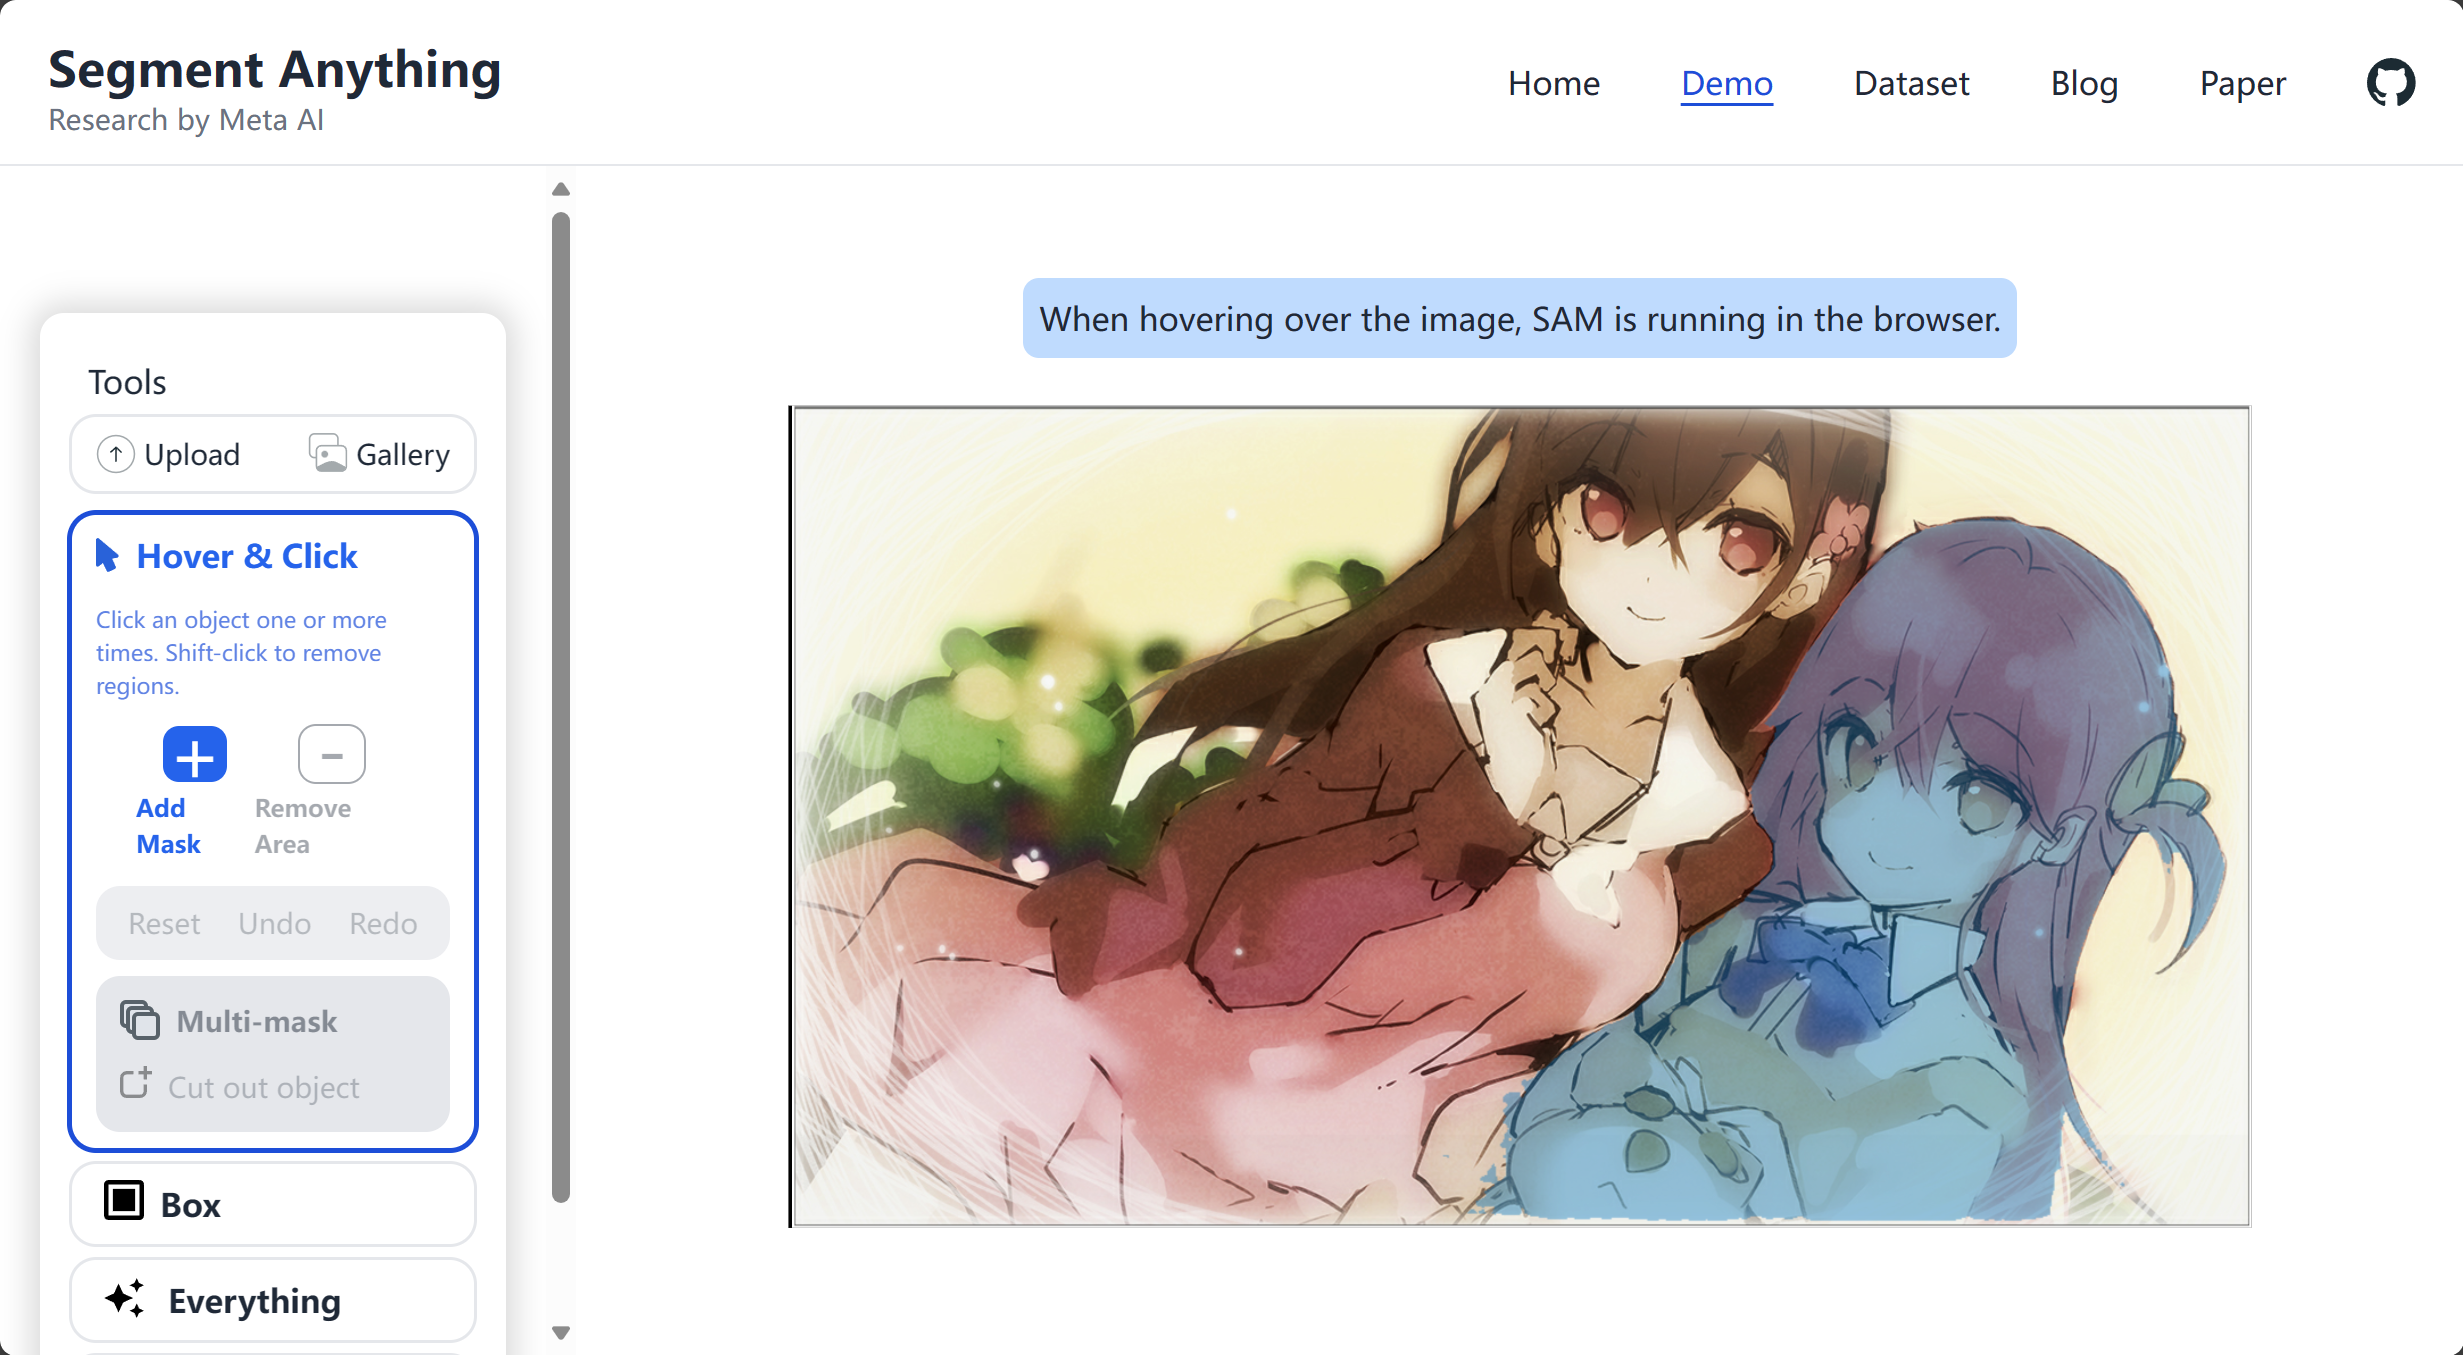 Segment Anything
Research by Meta AI
Home
Demo
Dataset
Blog
Paper
When hovering over the image, SAM is running in the browser.
Tools
Upload
Gallery
Hover & Click
Click an object one or more
times. Shift-click to remove
regions.
Add
Mask
Remove
Area
Reset
Undo
Redo
Multi-mask
Cut out object
Box
Everything